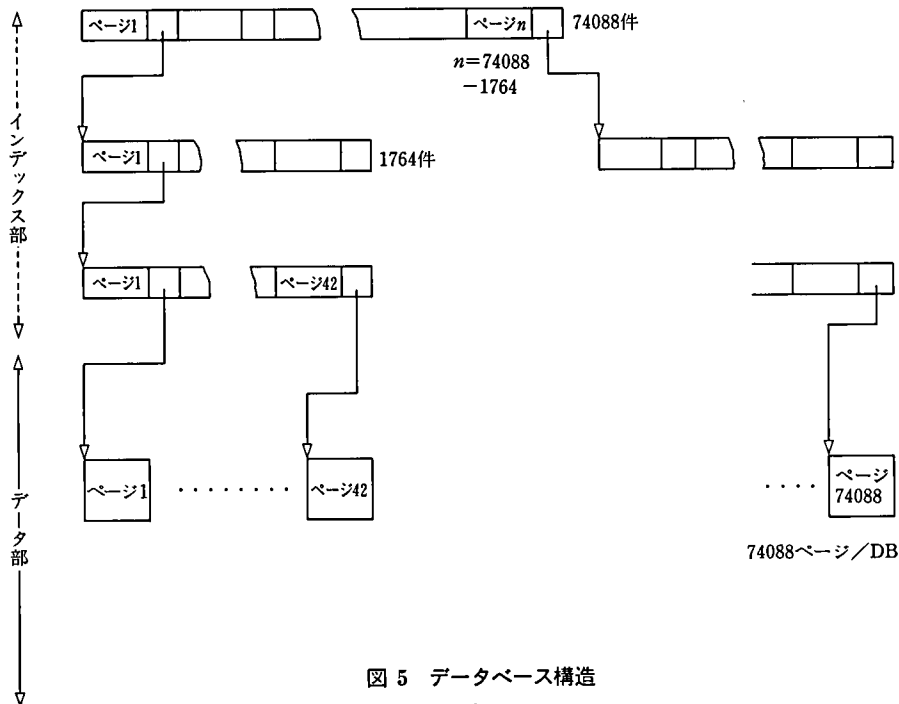 ページ1
ページn
74088件
n=74088
−1764
インデックス部
ページ1
1764件
ページ1
ページ42
データ部
ページ1
ページ42
ページ
74088
74088ページ/DB
図 5 データベース構造